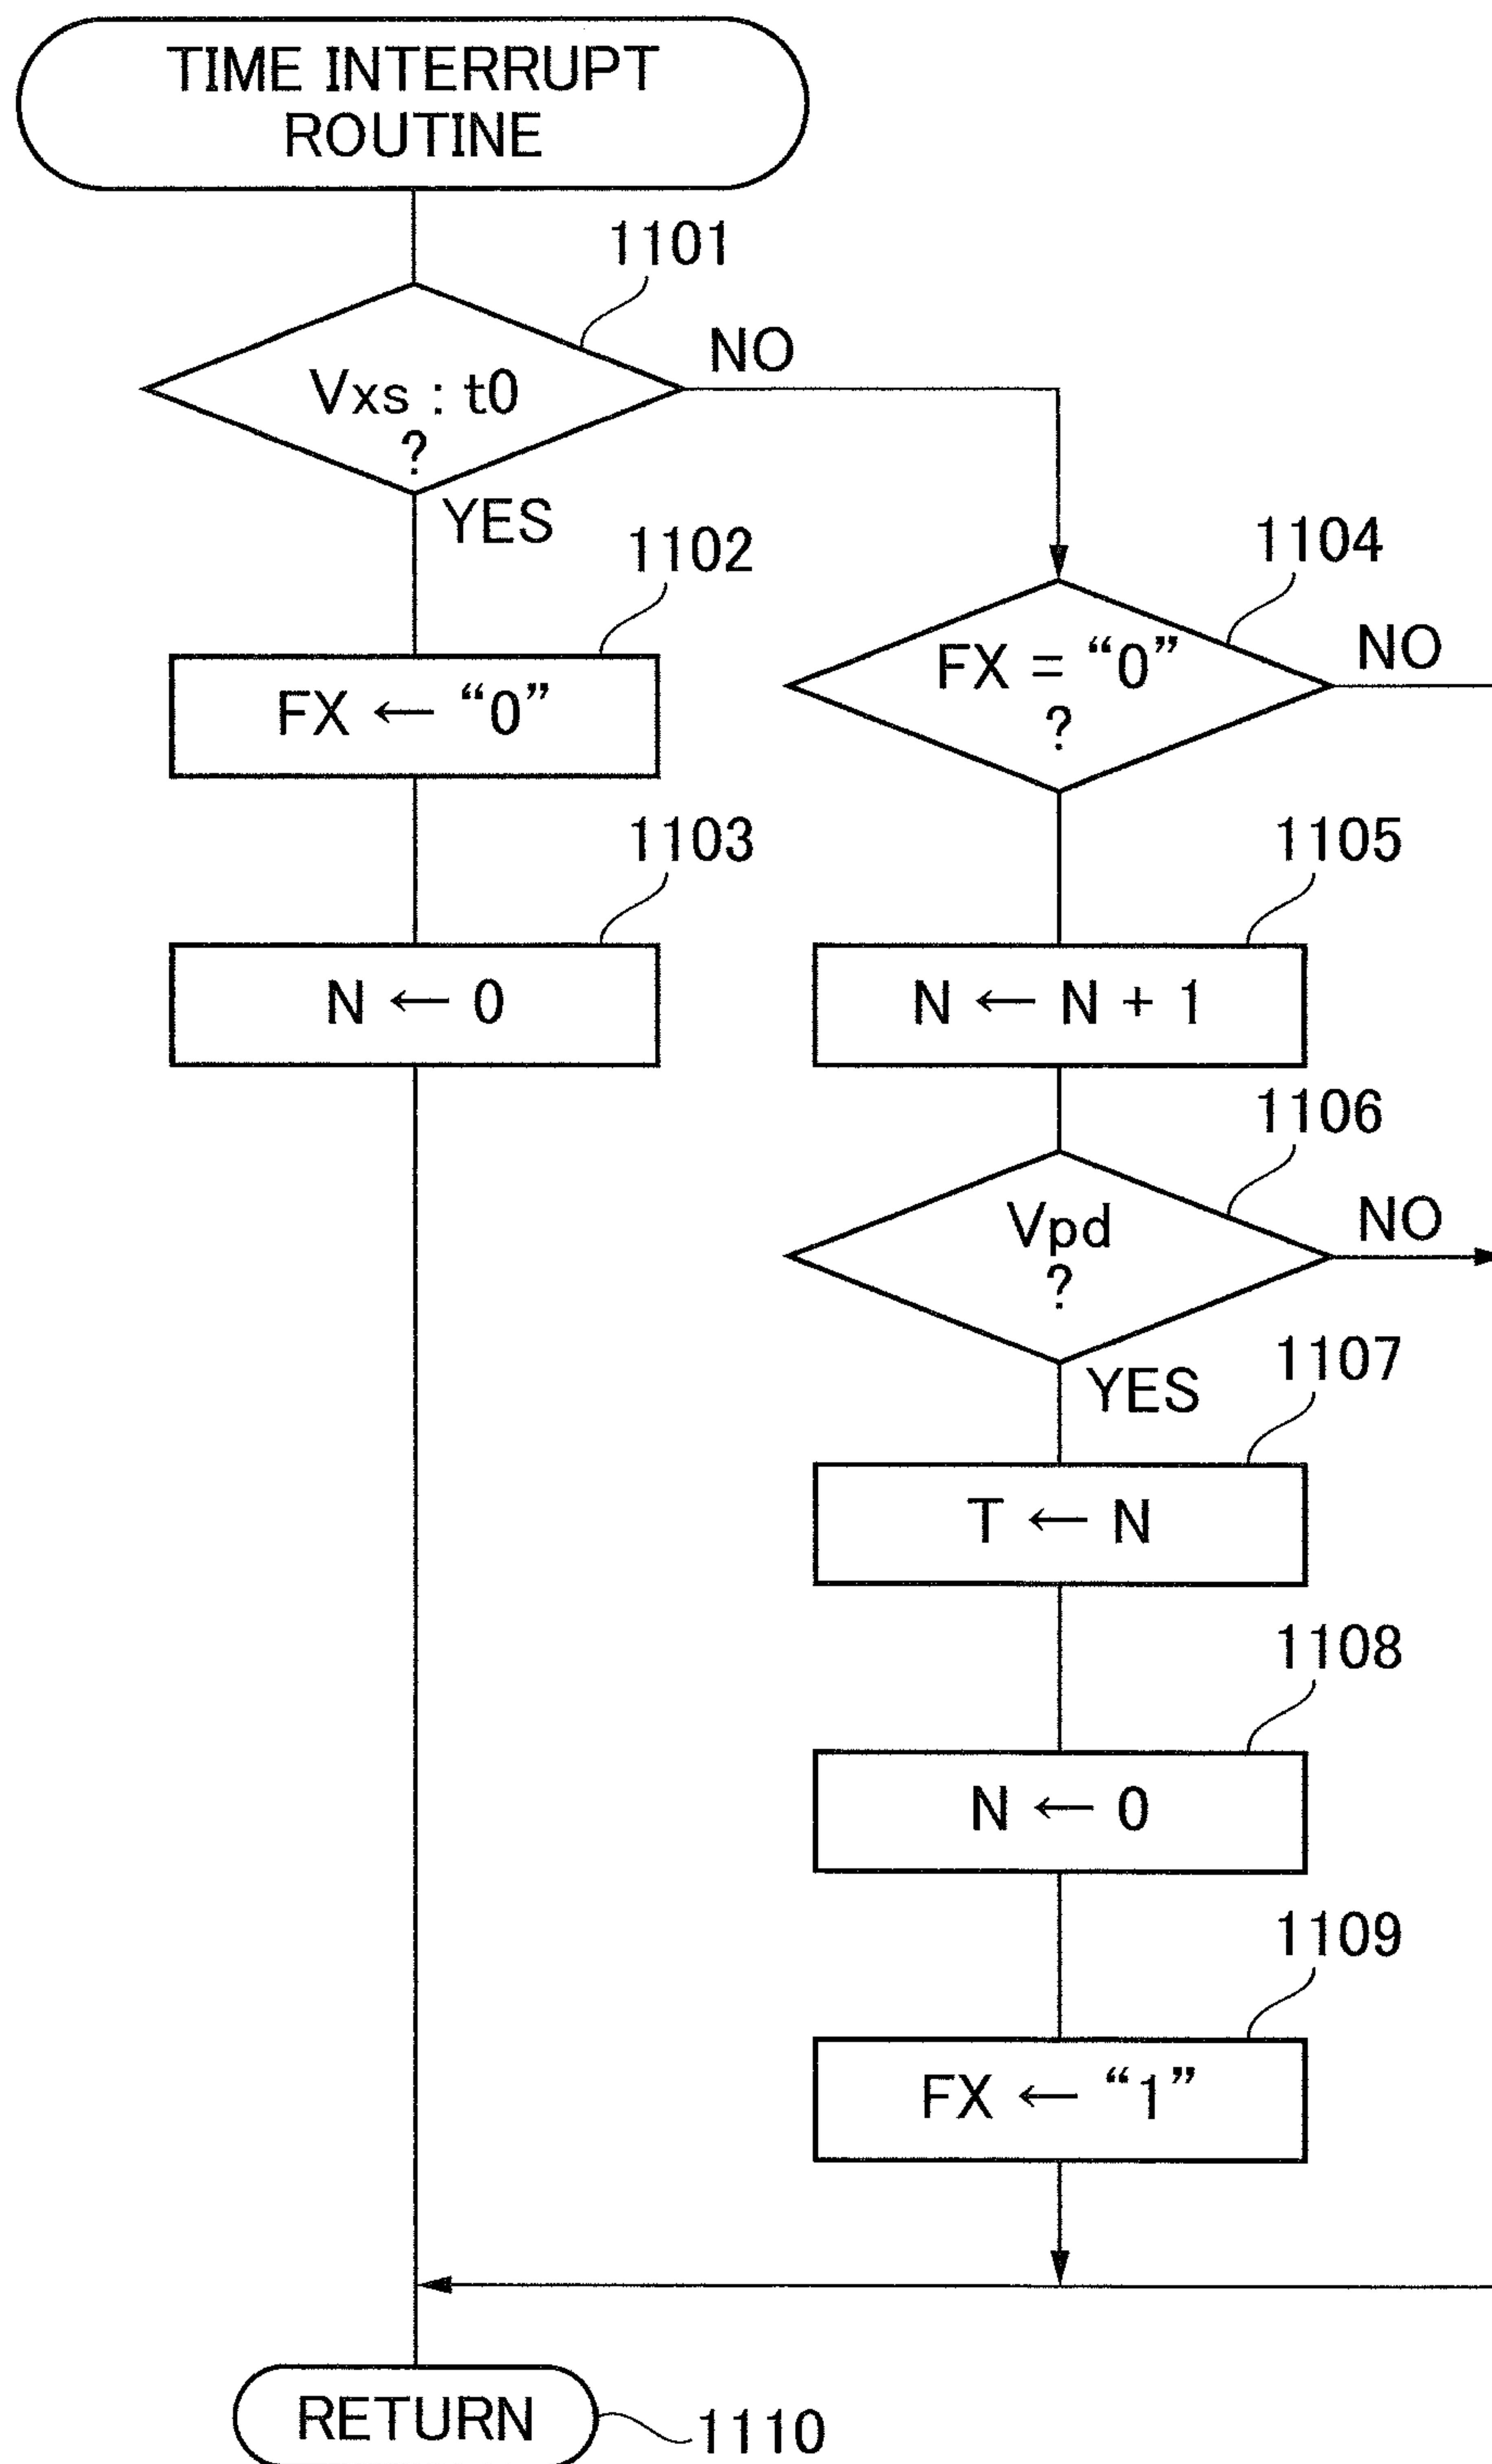 TIME INTERRUPT
ROUTINE
1101
Vxs : t0
?
NO
YES
1102
FX ← “0”
1103
N ← 0
1104
FX = “0”
?
NO
1105
N ← N + 1
1106
Vpd
?
NO
YES
1107
T ← N
1108
N ← 0
1109
FX ← “1”
RETURN
1110